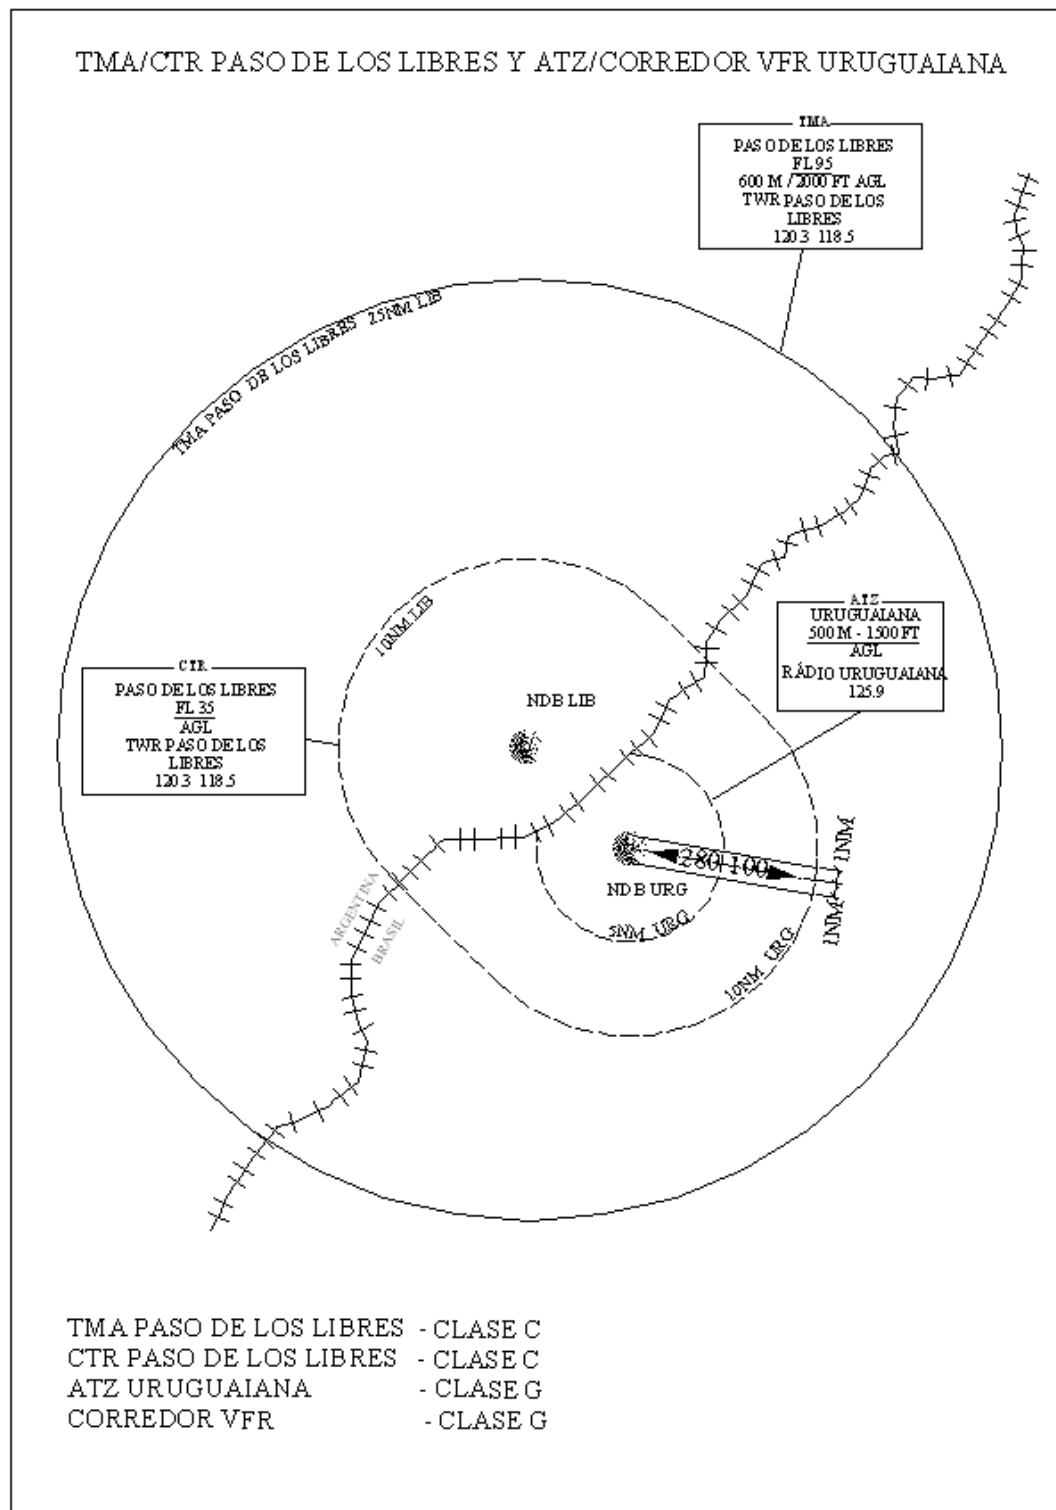 TMA/CTR PASO DE LOS LIBRES Y ATZ/CORREDOR VFR URUGUAIANA
TMA
PASO DE LOS LIBRES
FL 95
600 M / 2000 FT AGL
TWR PASO DE LOS
LIBRES
120.3 118.5
TMA PASO DE LOS LIBRES 25NM LIB
10NM LIB
ATZ
URUGUAIANA
500 M - 1500 FT
AGL
RÁDIO URUGUAIANA
125.9
CTR
PASO DE LOS LIBRES
FL 35
AGL
TWR PASO DE LOS
LIBRES
120.3 118.5
NDB LIB
NDB URG
280 100
1NM
1NM
5NM URG
10NM URG
ARGENTINA
BRASIL
TMA PASO DE LOS LIBRES - CLASE C
CTR PASO DE LOS LIBRES - CLASE C
ATZ URUGUAIANA - CLASE G
CORREDOR VFR - CLASE G